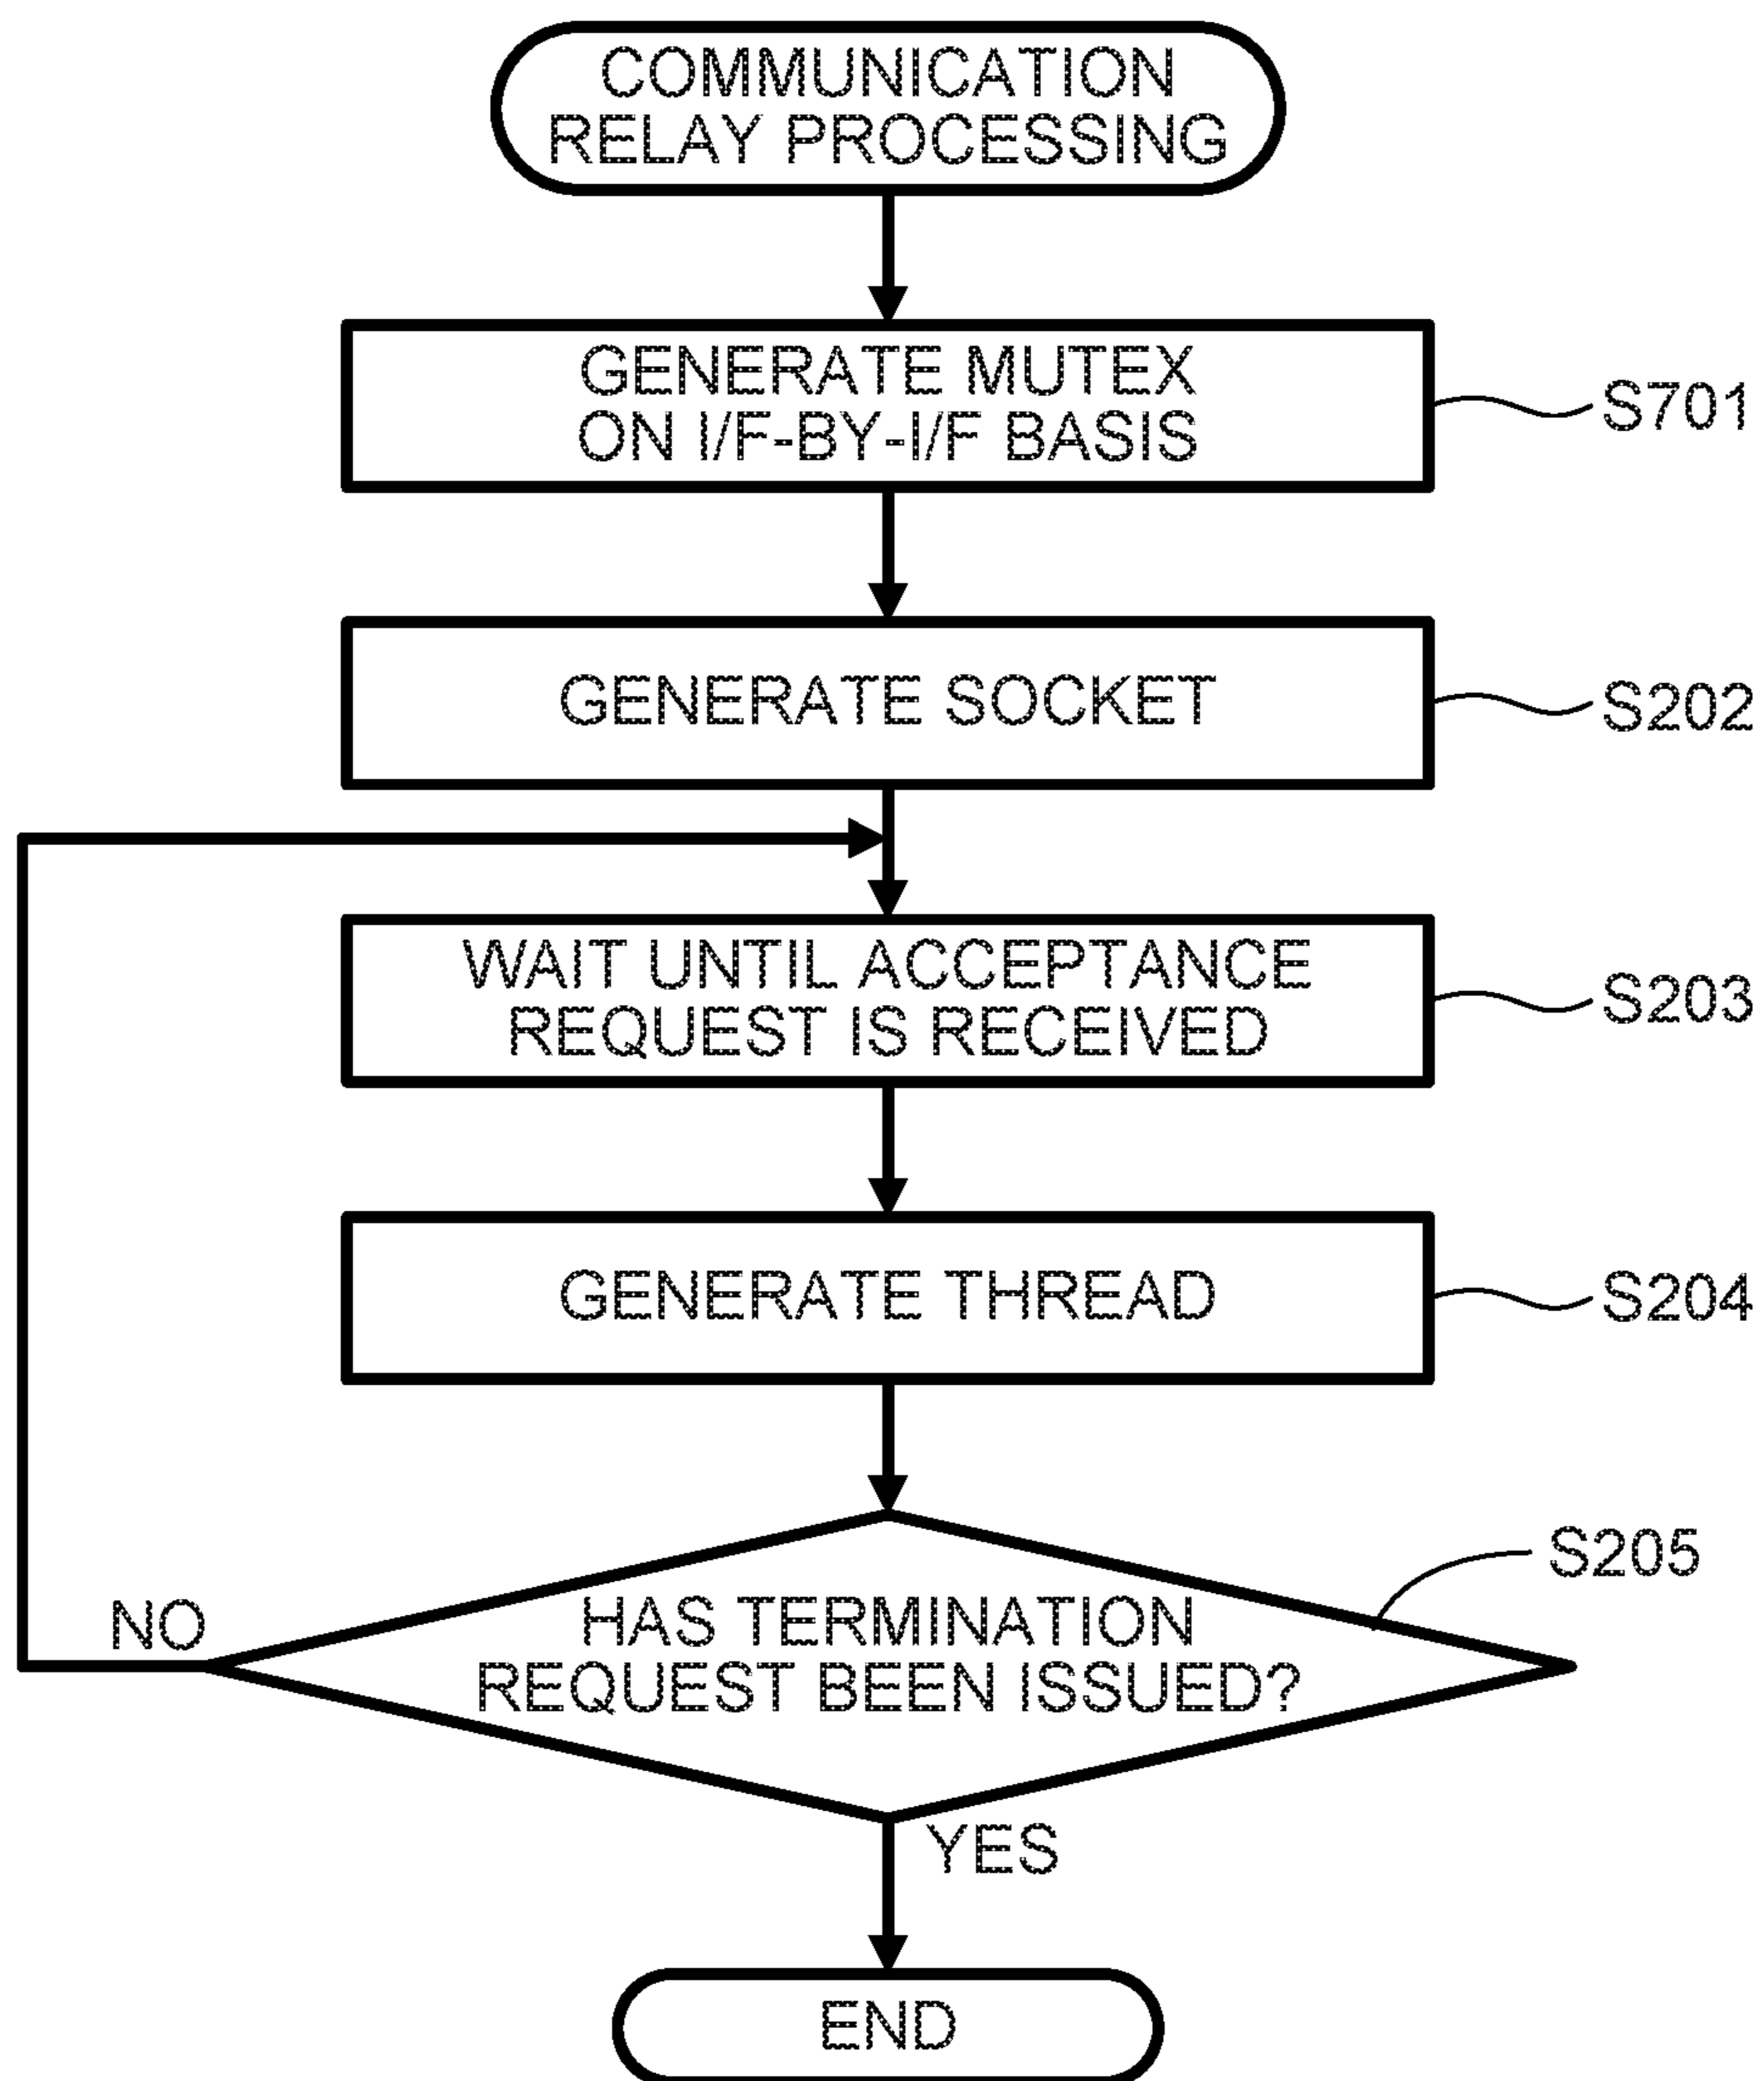 COMMUNICATION
RELAY PROCESSING
GENERATE MUTEX
ON I/F-BY-I/F BASIS
S701
GENERATE SOCKET
S202
WAIT UNTIL ACCEPTANCE
REQUEST IS RECEIVED
S203
GENERATE THREAD
S204
S205
HAS TERMINATION
REQUEST BEEN ISSUED?
NO
YES
END